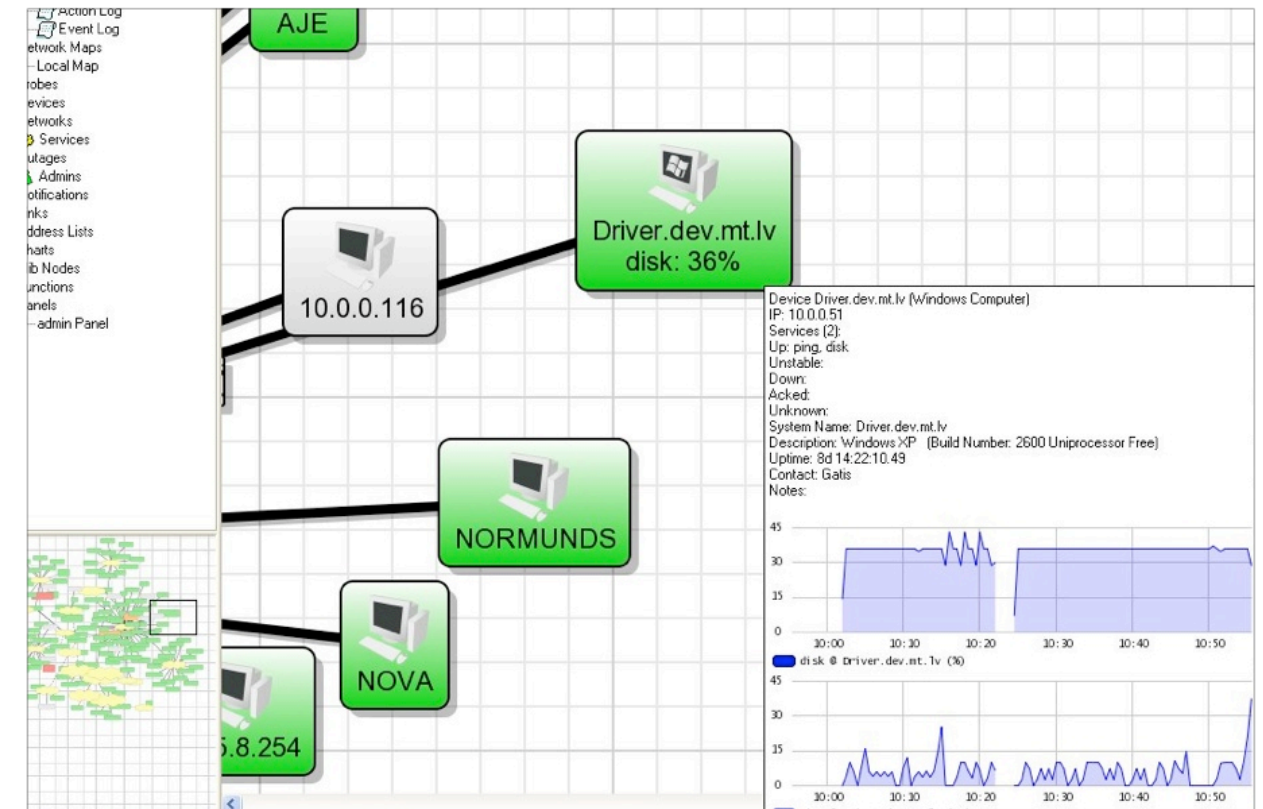 Action Log
Event Log
etwork Maps
Local Map
robes
evices
etworks
Services
utages
Admins
otifications
nks
ddress Lists
harts
ib Nodes
unctions
anels
admin Panel
AJE
Driver.dev.mt.lv
disk: 36%
10.0.0.116
NORMUNDS
NOVA
5.8.254
Device Driver.dev.mt.lv (Windows Computer)
IP: 10.0.0.51
Services (2):
Up: ping, disk
Unstable:
Down:
Acked:
Unknown:
System Name: Driver.dev.mt.lv
Description: Windows XP (Build Number: 2600 Uniprocessor Free)
Uptime: 8d 14:22:10.49
Contact: Gatis
Notes:
45
30
15
0
10:00 10:10 10:20 10:30 10:40 10:50
disk @ Driver.dev.mt.lv (%)
45
30
15
0
10:00 10:10 10:20 10:30 10:40 10:50